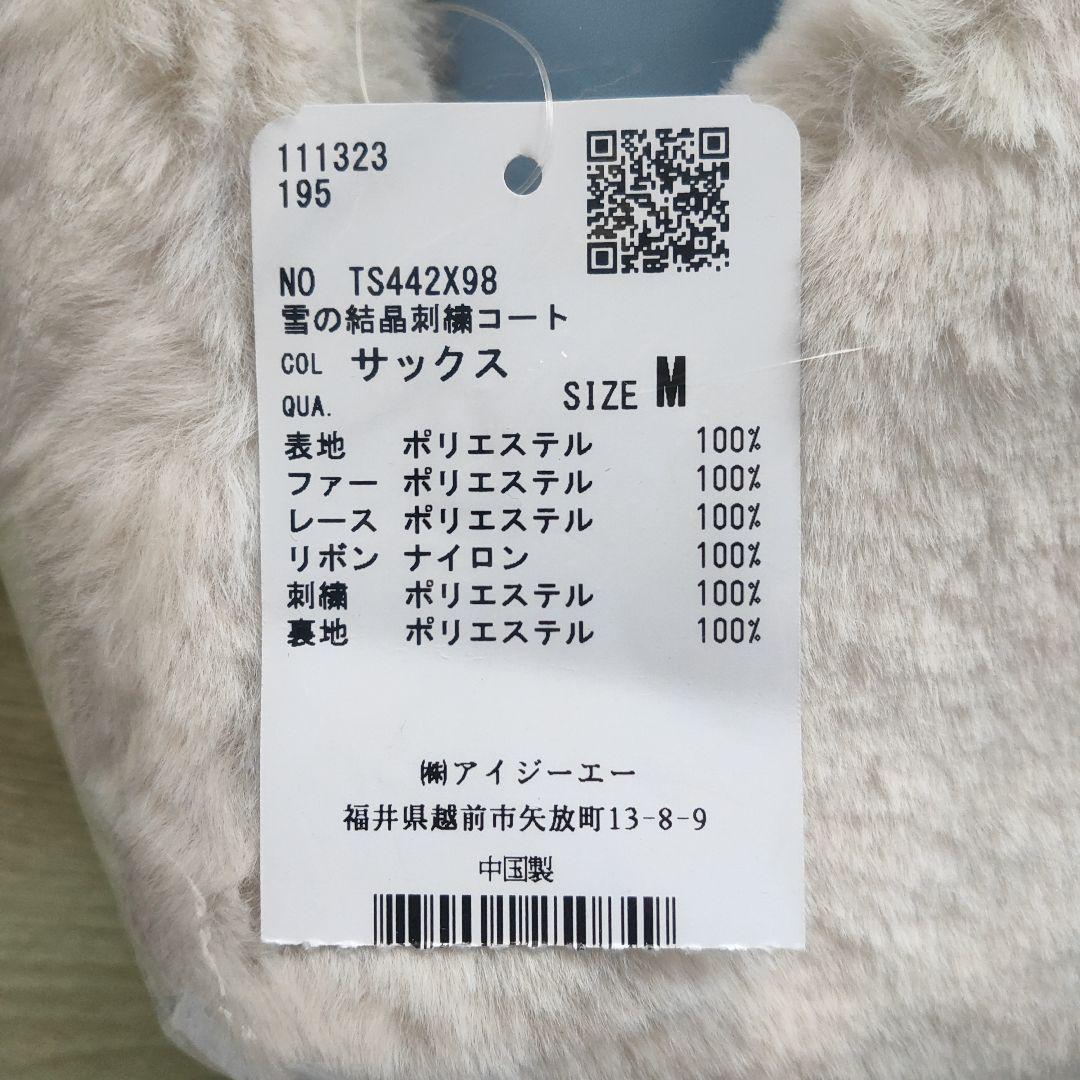 111323
195
NO TS442X98
雪の結晶刺繍コート
COL サックス
QUA. SIZE M
表地 ポリエステル 100%
ファー ポリエステル 100%
レース ポリエステル 100%
リボン ナイロン 100%
刺繍 ポリエステル 100%
裏地 ポリエステル 100%
㈱アイジーエー
福井県越前市矢放町13-8-9
中国製